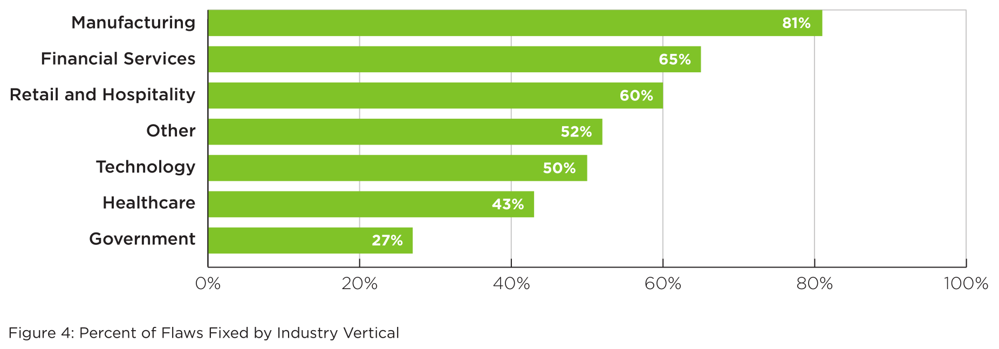 Manufacturing 81%
Financial Services 65%
Retail and Hospitality 60%
Other 52%
Technology 50%
Healthcare 43%
Government 27%
0% 20% 40% 60% 80% 100%
Figure 4: Percent of Flaws Fixed by Industry Vertical